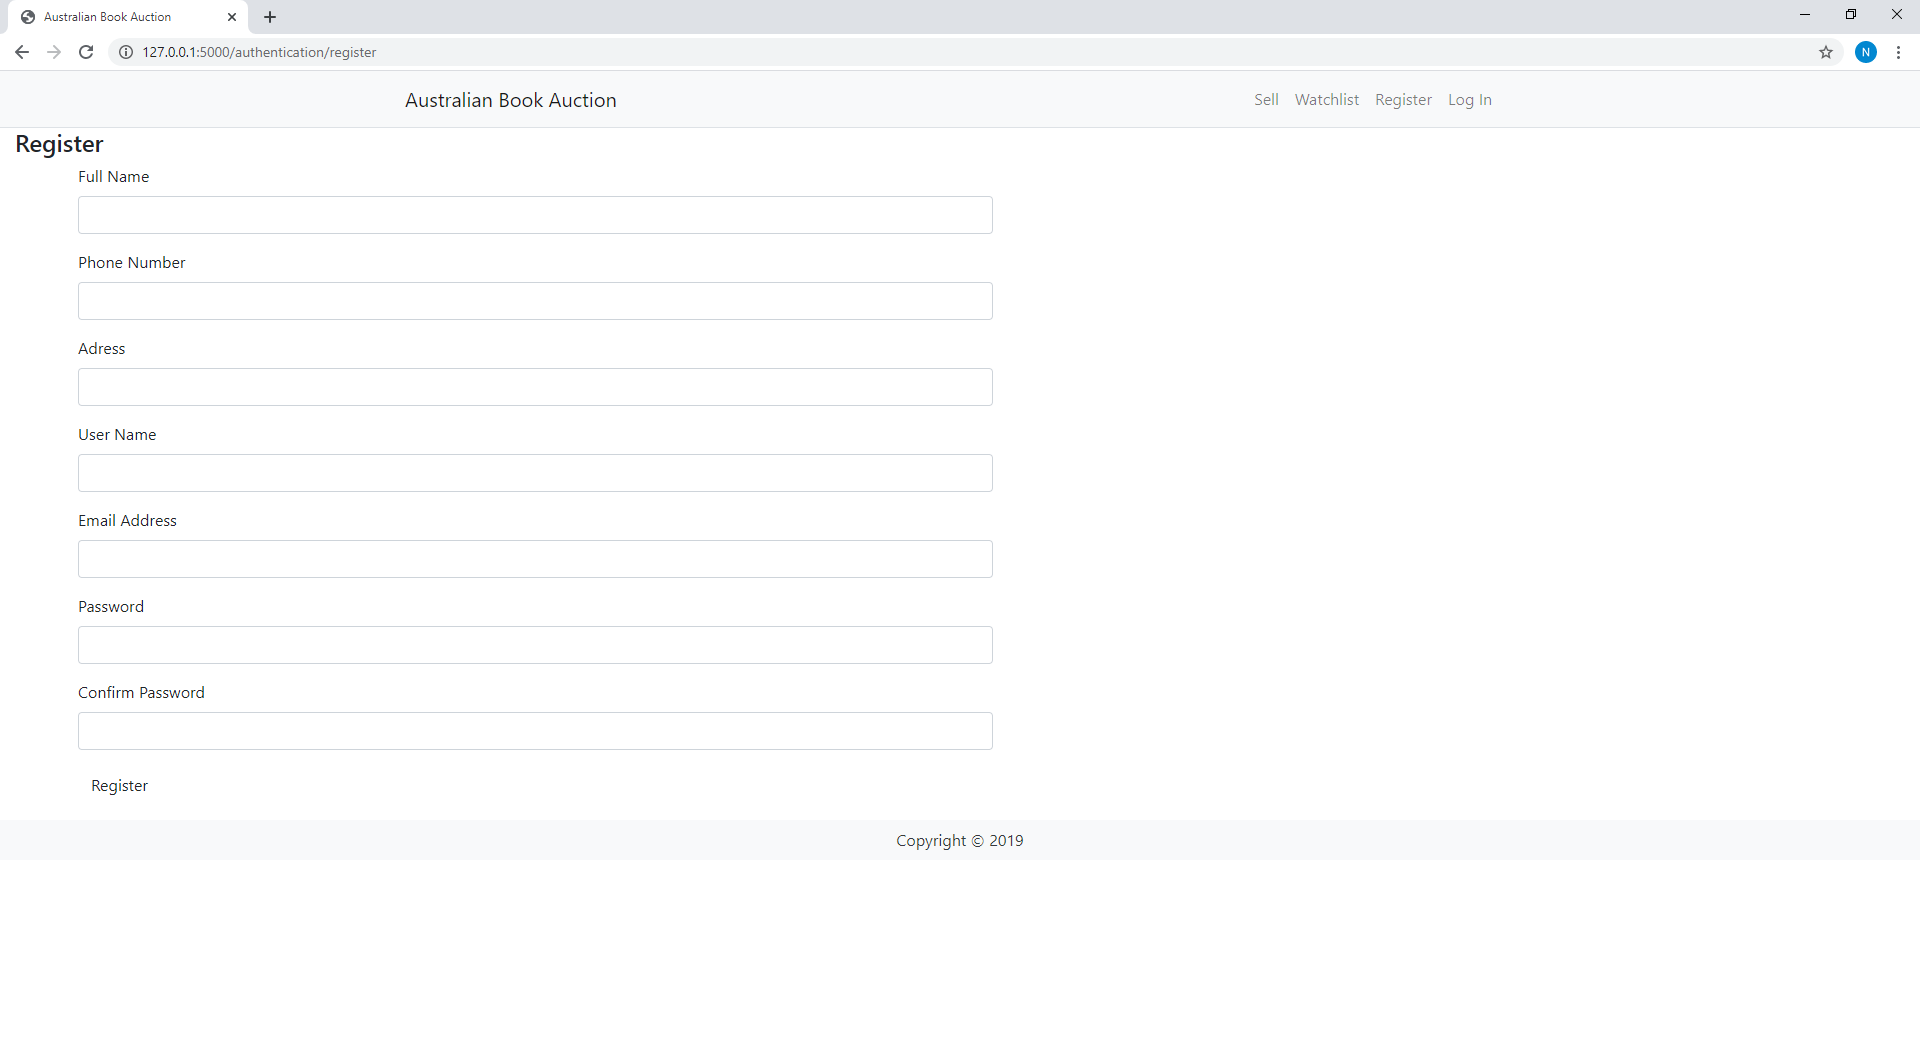 Australian Book Auction
127.0.0.1:5000/authentication/register
N
Australian Book Auction
Sell Watchlist Register Log In
Register
Full Name
Phone Number
Adress
User Name
Email Address
Password
Confirm Password
Register
Copyright © 2019